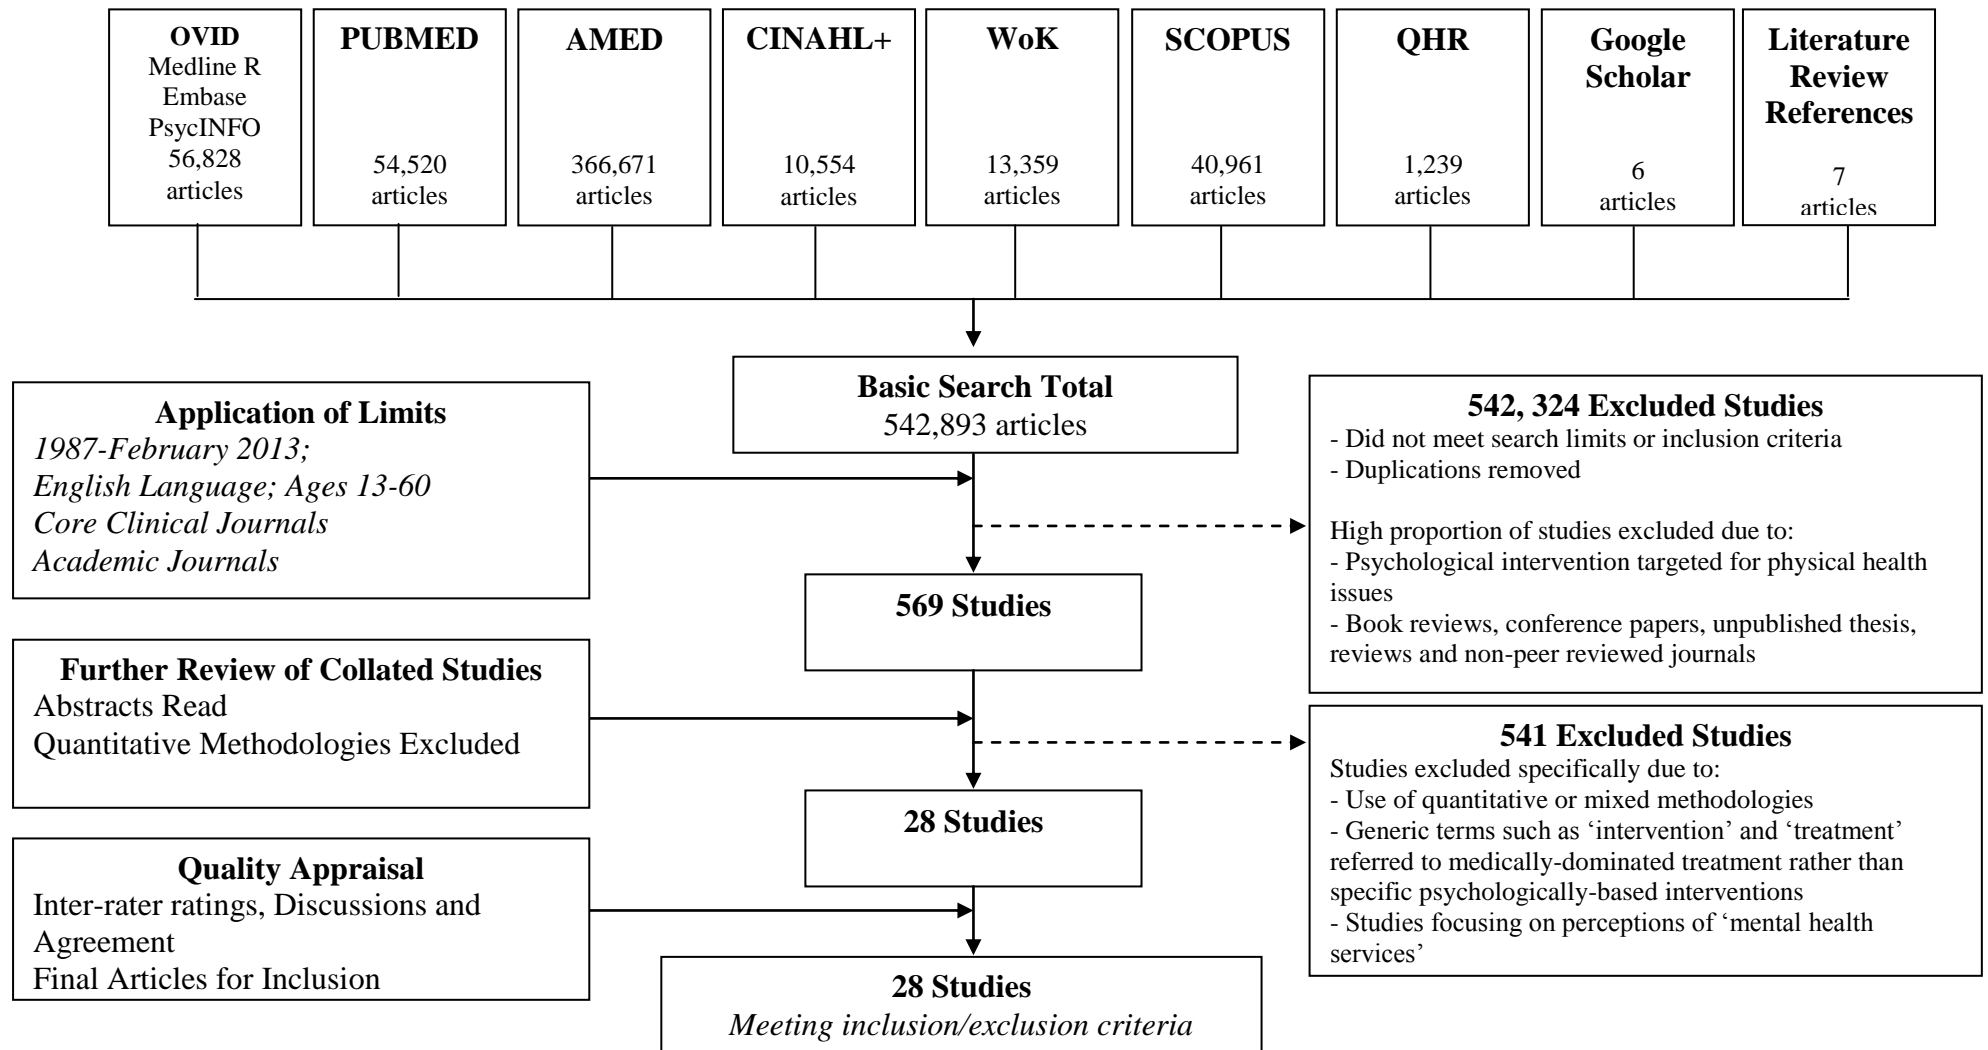 OVID
Medline R
Embase
PsycINFO
56,828
articles
PUBMED
54,520
articles
AMED
366,671
articles
CINAHL+
10,554
articles
WoK
13,359
articles
SCOPUS
40,961
articles
QHR
1,239
articles
Google
Scholar
6
articles
Literature
Review
References
7
articles
Basic Search Total
542,893 articles
Application of Limits
1987-February 2013;
English Language; Ages 13-60
Core Clinical Journals
Academic Journals
542, 324 Excluded Studies
- Did not meet search limits or inclusion criteria
- Duplications removed
High proportion of studies excluded due to:
- Psychological intervention targeted for physical health
issues
- Book reviews, conference papers, unpublished thesis,
reviews and non-peer reviewed journals
569 Studies
Further Review of Collated Studies
Abstracts Read
Quantitative Methodologies Excluded
541 Excluded Studies
Studies excluded specifically due to:
- Use of quantitative or mixed methodologies
- Generic terms such as ‘intervention’ and ‘treatment’
referred to medically-dominated treatment rather than
specific psychologically-based interventions
- Studies focusing on perceptions of ‘mental health
services’
28 Studies
Quality Appraisal
Inter-rater ratings, Discussions and
Agreement
Final Articles for Inclusion
28 Studies
Meeting inclusion/exclusion criteria